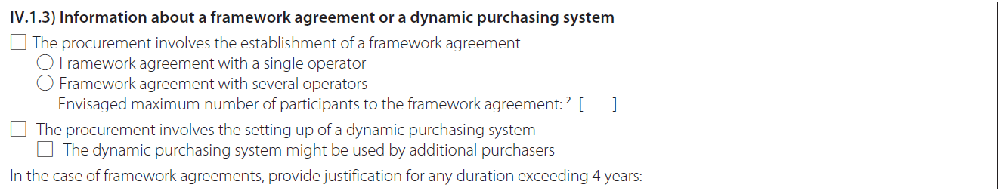 IV.1.3) Information about a framework agreement or a dynamic purchasing system
The procurement involves the establishment of a framework agreement
Framework agreement with a single operator
Framework agreement with several operators
Envisaged maximum number of participants to the framework agreement: ² [ ]
The procurement involves the setting up of a dynamic purchasing system
The dynamic purchasing system might be used by additional purchasers
In the case of framework agreements, provide justification for any duration exceeding 4 years: